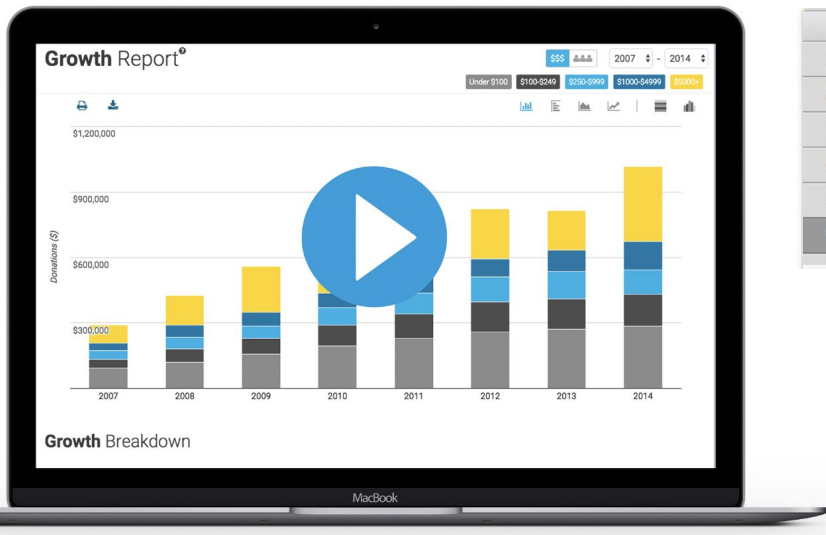 Growth Report?
$$$ 2007 - 2014
Under $100 $100-$249 $250-$999 $1000-$4999 $5000+
$1,200,000
$900,000
$600,000
$300,000
Donations ($)
2007 2008 2009 2010 2011 2012 2013 2014
Growth Breakdown
MacBook